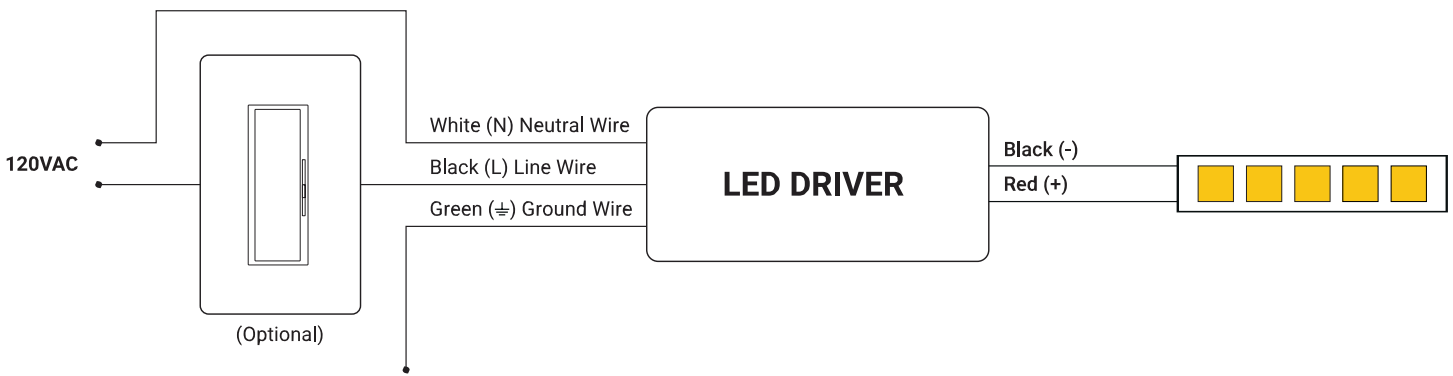 120VAC
(Optional)
White (N) Neutral Wire
Black (L) Line Wire
Green (⏚) Ground Wire
LED DRIVER
Black (-)
Red (+)